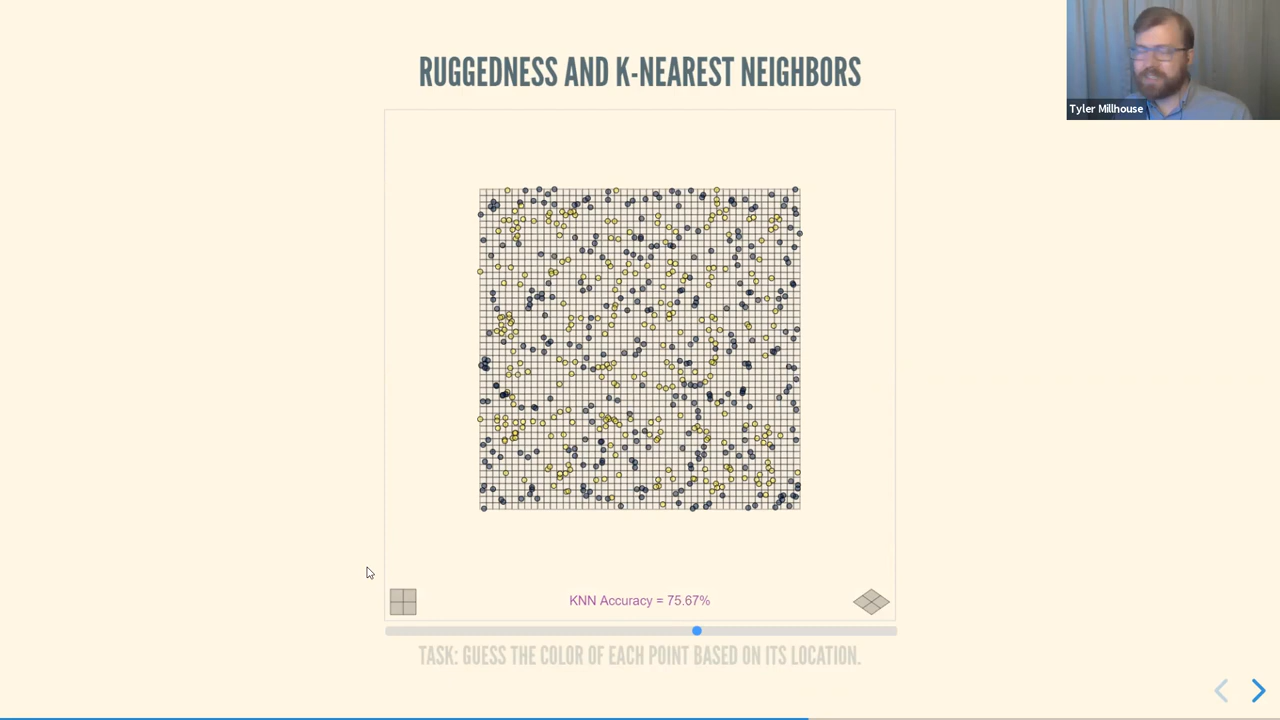 RUGGEDNESS AND K-NEAREST NEIGHBORS
Tyler Millhouse
KNN Accuracy = 75.67%
TASK: GUESS THE COLOR OF EACH POINT BASED ON ITS LOCATION.